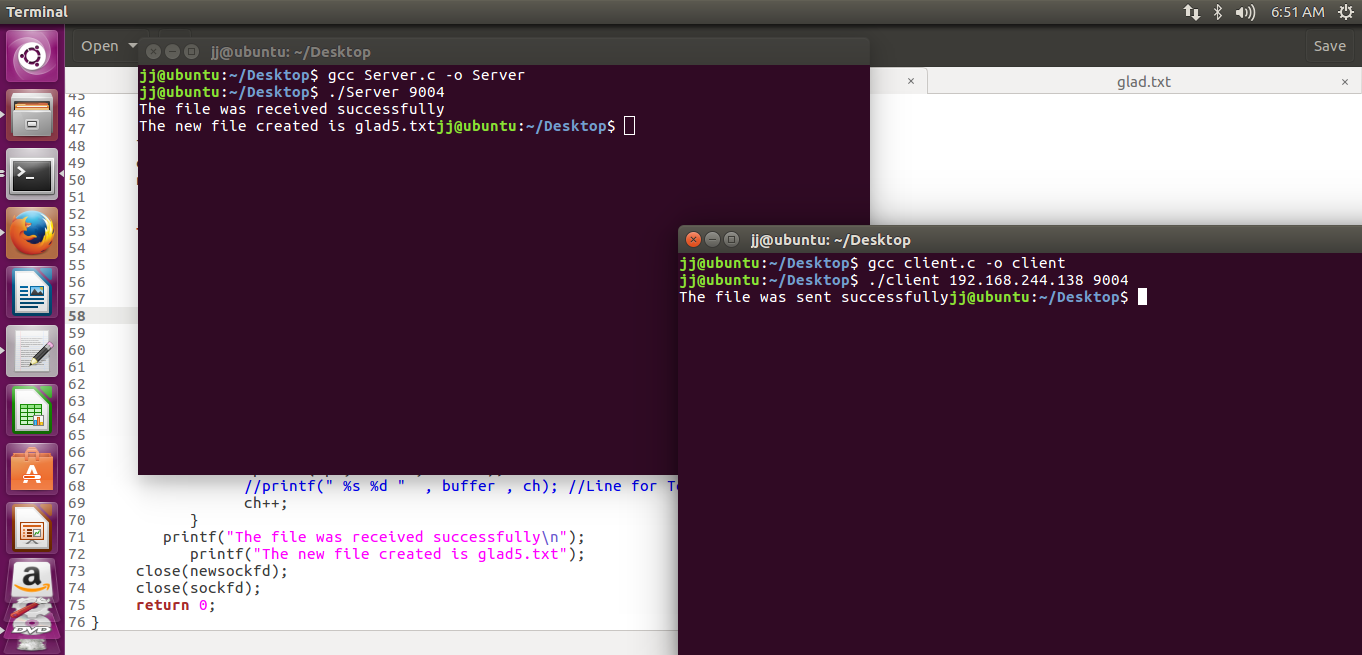 Terminal
6:51 AM
Open
jj@ubuntu: ~/Desktop
Save
glad.txt
jj@ubuntu:~/Desktop$ gcc Server.c -o Server
jj@ubuntu:~/Desktop$ ./Server 9004
The file was received successfully
The new file created is glad5.txtjj@ubuntu:~/Desktop$
jj@ubuntu: ~/Desktop
jj@ubuntu:~/Desktop$ gcc client.c -o client
jj@ubuntu:~/Desktop$ ./client 192.168.244.138 9004
The file was sent successfullyjj@ubuntu:~/Desktop$
45
46
47
48
49
50
51
52
53
54
55
56
57
58
59
60
61
62
63
64
65
66
67
68 //printf(" %s %d " , buffer , ch); //Line for
69 ch++;
70 }
71 printf("The file was received successfully\n");
72 printf("The new file created is glad5.txt");
73 close(newsockfd);
74 close(sockfd);
75 return 0;
76 }